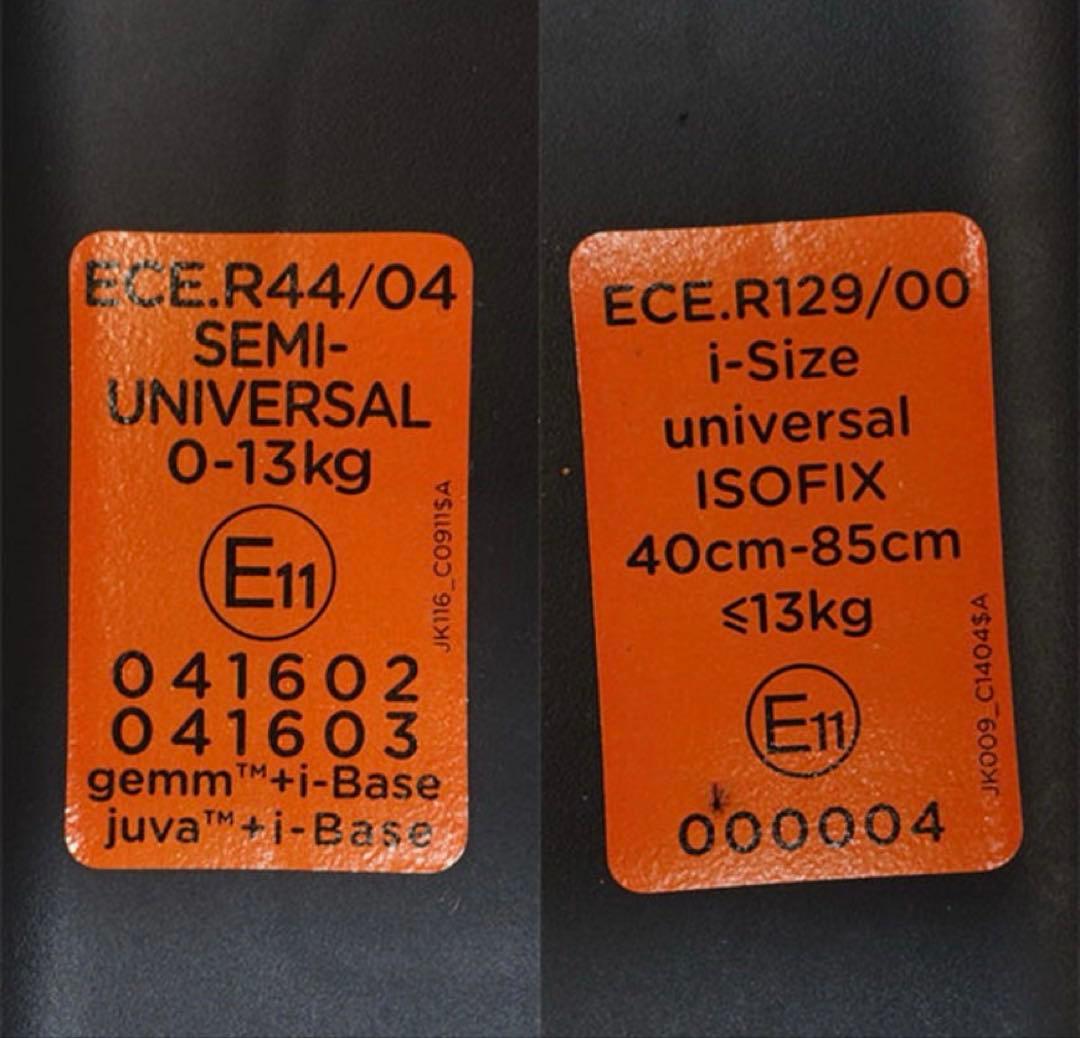 ECE.R44/04
SEMI-
UNIVERSAL
0-13kg
E11
JK116_C0911$A
041602
041603
gemm™+i-Base
juva™+i-Base
ECE.R129/00
i-Size
universal
ISOFIX
40cm-85cm
≤13kg
E11
JK009_C1404$A
000004